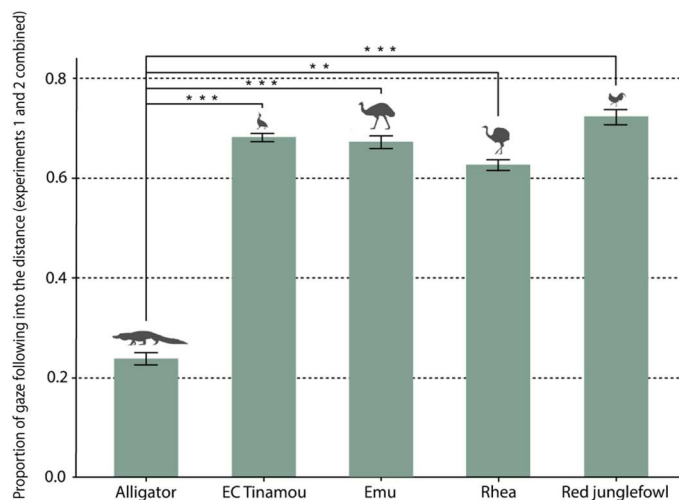 Proportion of gaze following into the distance (experiments 1 and 2 combined)
* * *
* *
* * *
* * *
0.8
0.6
0.4
0.2
0.0
Alligator EC Tinamou Emu Rhea Red junglefowl